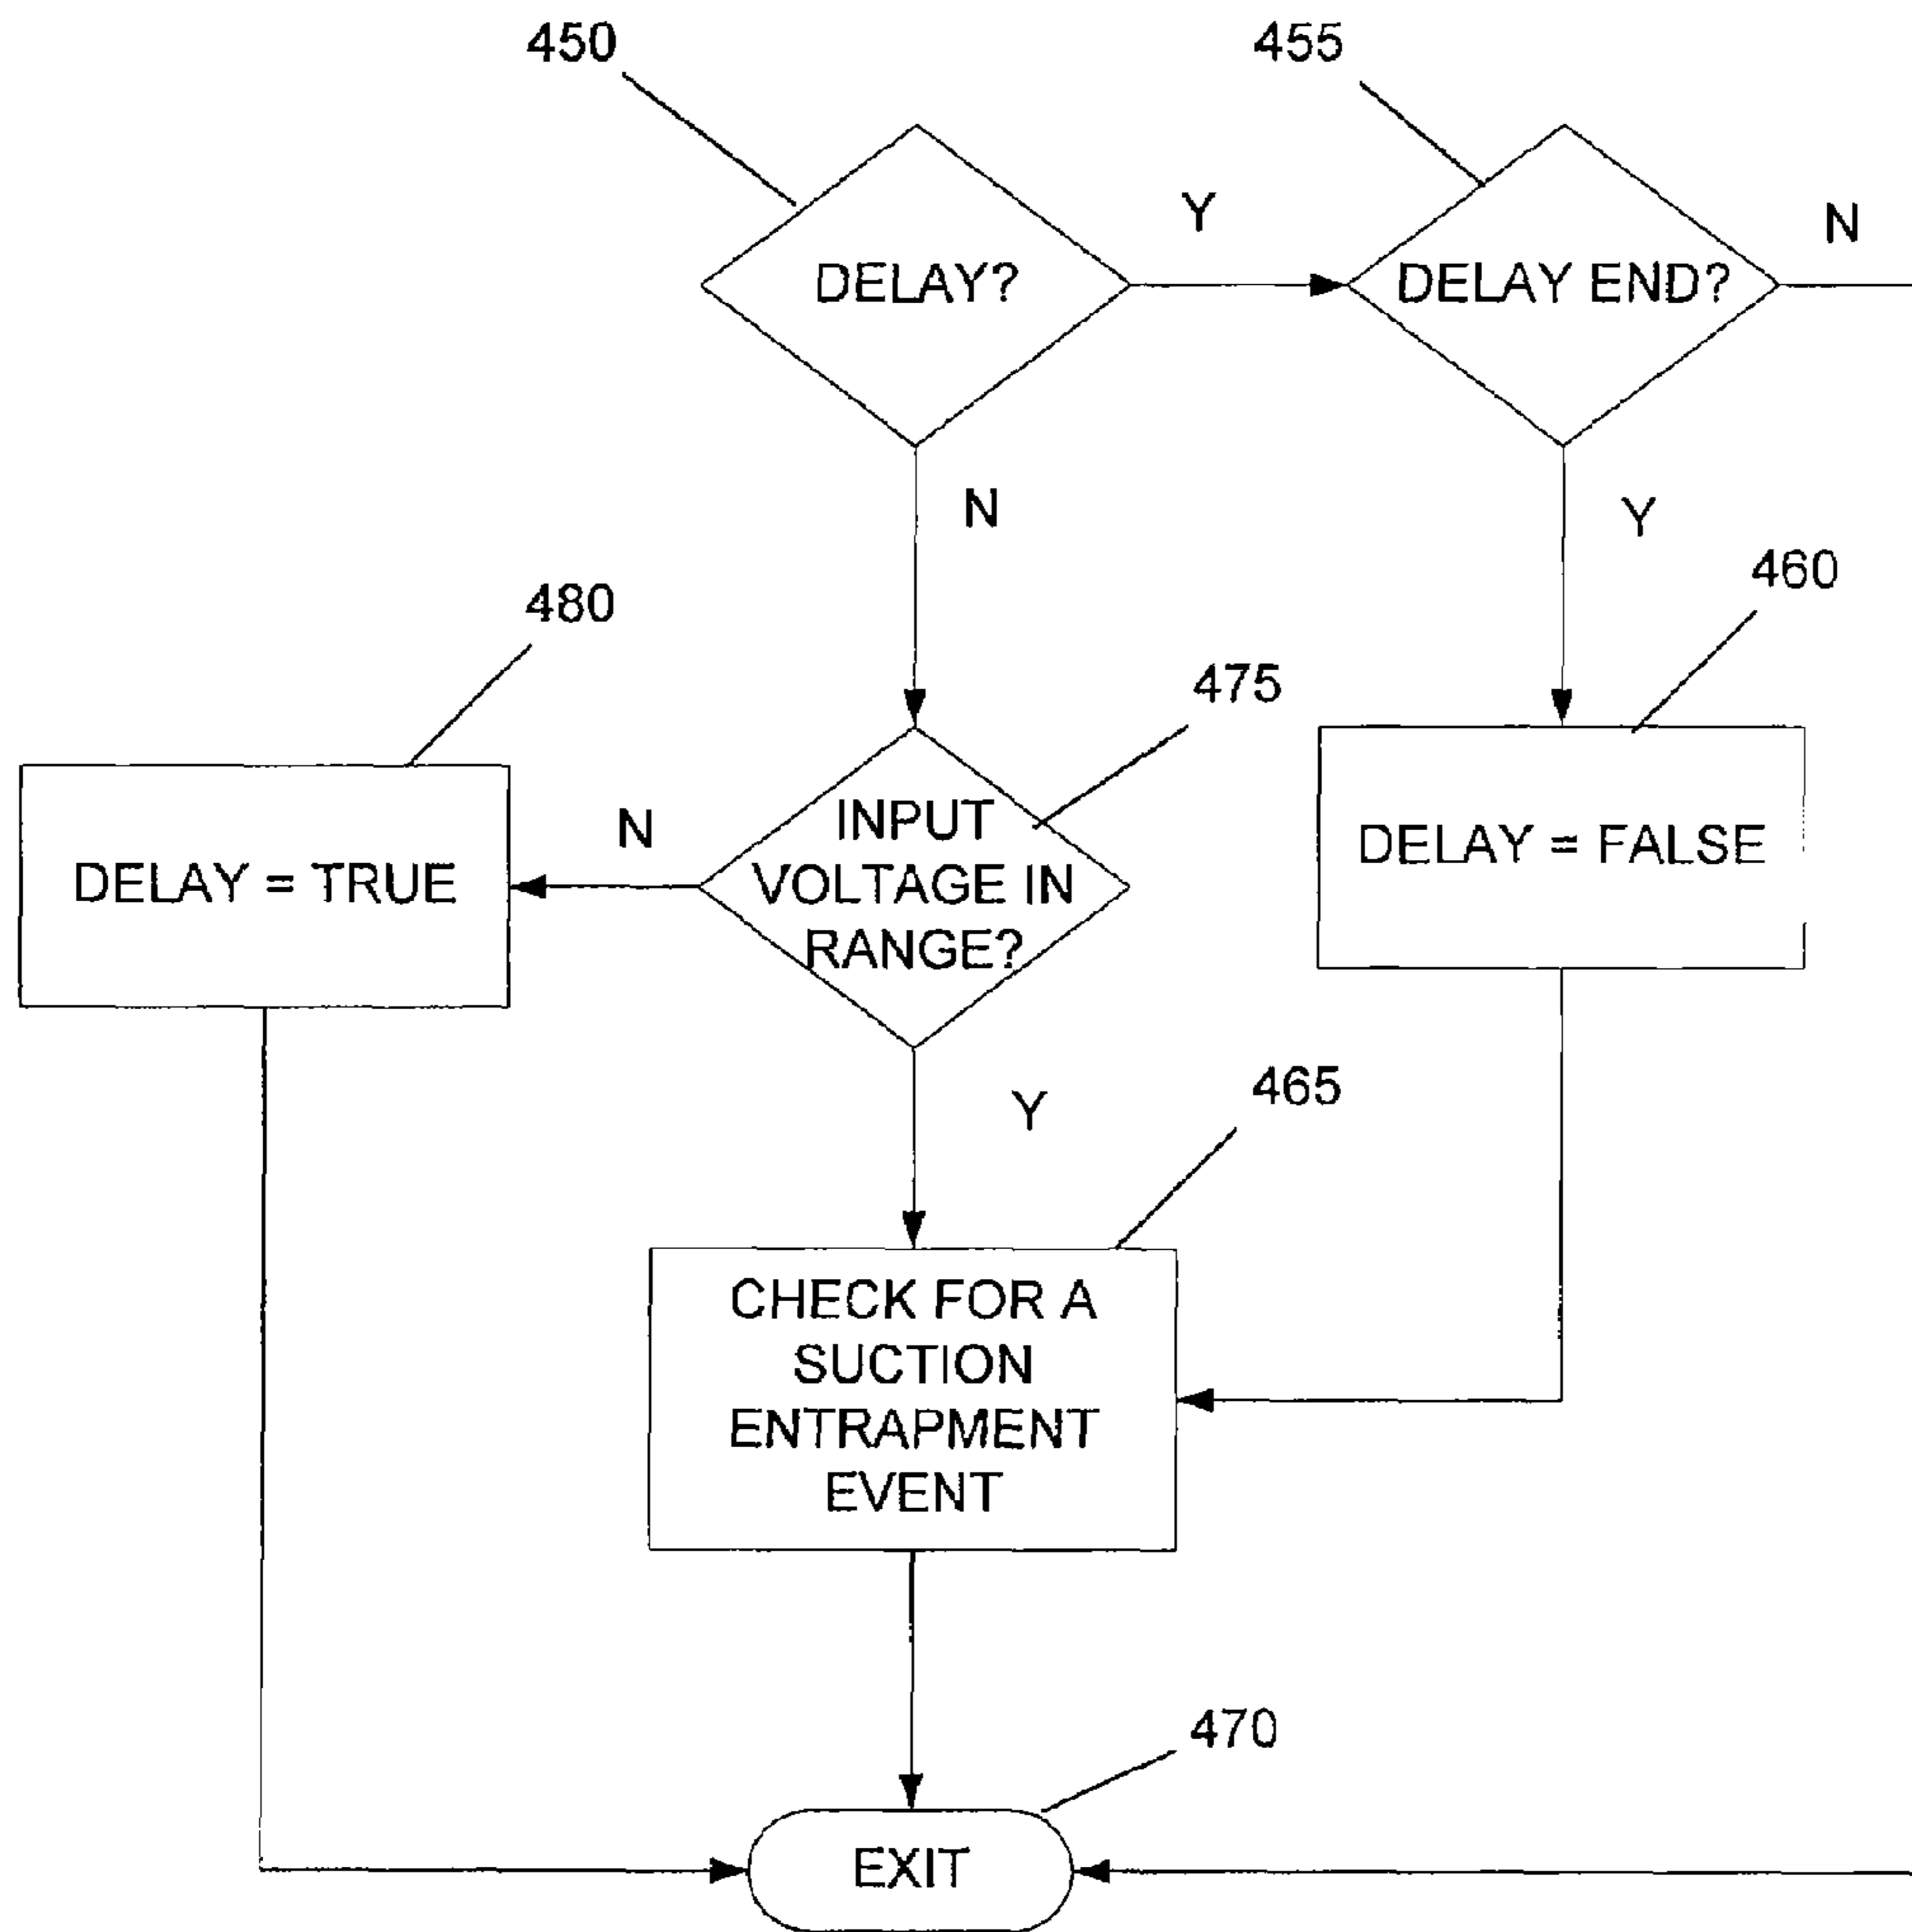 450
455
DELAY?
Y
DELAY END?
N
N
Y
480
475
460
DELAY = TRUE
N
INPUT
VOLTAGE IN
RANGE?
DELAY = FALSE
Y
465
CHECK FOR A
SUCTION
ENTRAPMENT
EVENT
470
EXIT